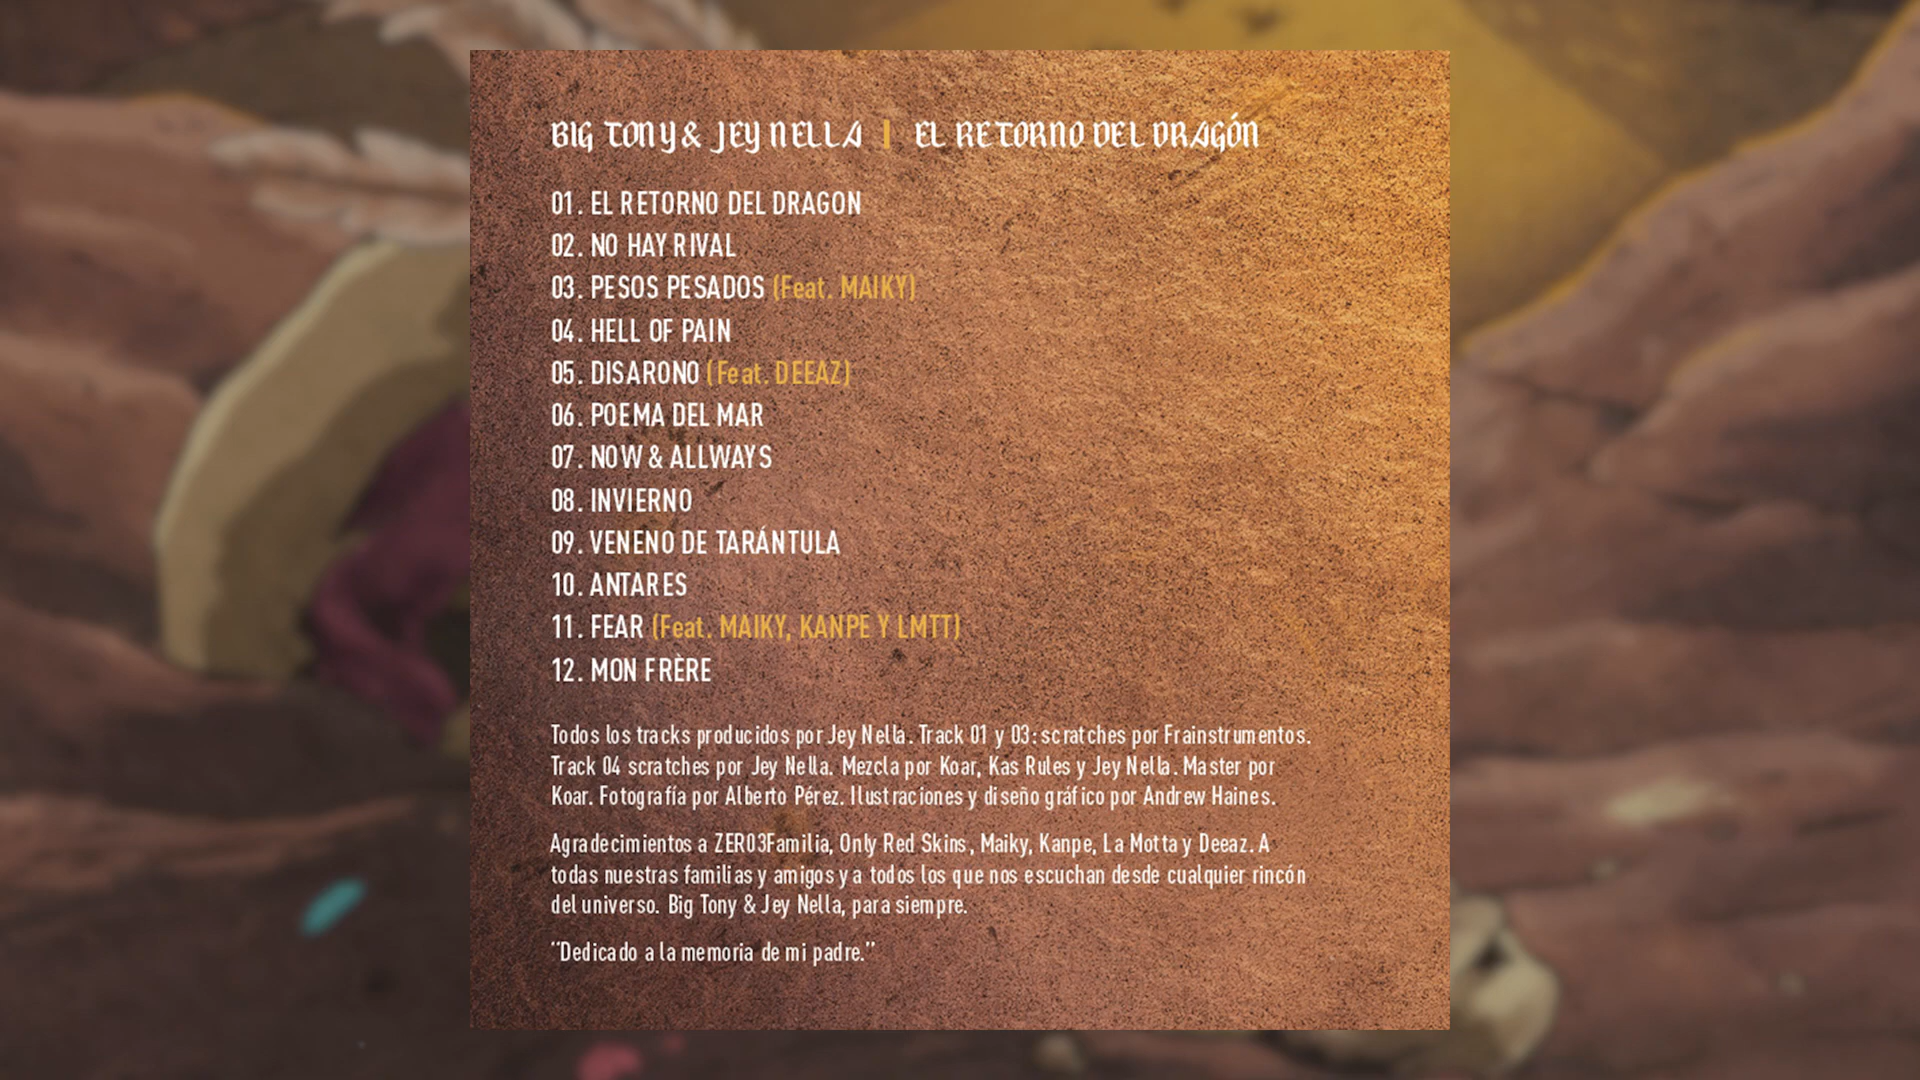 BIG TONY & JEY NELLA | EL RETORNO DEL DRAGÓN
01. EL RETORNO DEL DRAGON
02. NO HAY RIVAL
03. PESOS PESADOS (Feat. MAIKY)
04. HELL OF PAIN
05. DISARONO (Feat. DEEAZ)
06. POEMA DEL MAR
07. NOW & ALLWAYS
08. INVIERNO
09. VENENO DE TARÁNTULA
10. ANTARES
11. FEAR (Feat. MAIKY, KANPE Y LMTT)
12. MON FRÈRE
Todos los tracks producidos por Jey Nella. Track 01 y 03: scratches por Frainstrumentos.
Track 04 scratches por Jey Nella. Mezcla por Koar, Kas Rules y Jey Nella. Master por
Koar. Fotografía por Alberto Pérez. Ilustraciones y diseño gráfico por Andrew Haines.
Agradecimientos a ZER03Familia, Only Red Skins, Maiky, Kanpe, La Motta y Deeaz. A
todas nuestras familias y amigos y a todos los que nos escuchan desde cualquier rincón
del universo. Big Tony & Jey Nella, para siempre.
“Dedicado a la memoria de mi padre.”